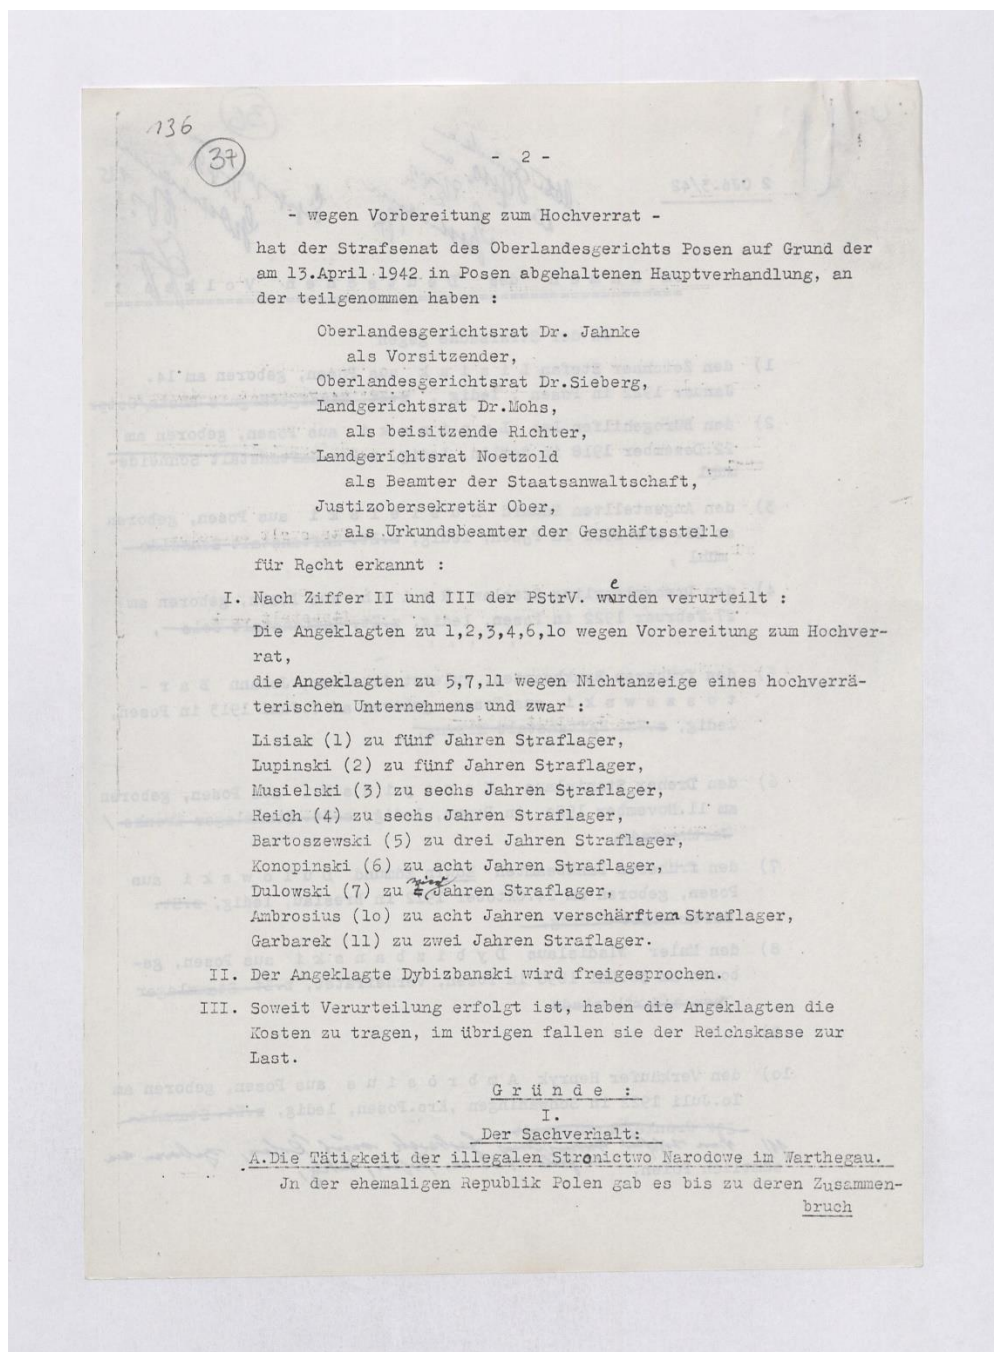 136
37
- 2 -
- wegen Vorbereitung zum Hochverrat -
hat der Strafsenat des Oberlandesgerichts Posen auf Grund der
am 13.April 1942 in Posen abgehaltenen Hauptverhandlung, an
der teilgenommen haben :
Oberlandesgerichtsrat Dr. Jahnke
als Vorsitzender,
Oberlandesgerichtsrat Dr.Sieberg,
Landgerichtsrat Dr.Mohs,
als beisitzende Richter,
Landgerichtsrat Noetzold
als Beamter der Staatsanwaltschaft,
Justizobersekretär Ober,
als Urkundsbeamter der Geschäftsstelle
für Recht erkannt :
I. Nach Ziffer II und III der PStrV. werden verurteilt :
Die Angeklagten zu 1,2,3,4,6,lo wegen Vorbereitung zum Hochver-
rat,
die Angeklagten zu 5,7,11 wegen Nichtanzeige eines hochverrä-
terischen Unternehmens und zwar :
Lisiak (1) zu fünf Jahren Straflager,
Lupinski (2) zu fünf Jahren Straflager,
Musielski (3) zu sechs Jahren Straflager,
Reich (4) zu sechs Jahren Straflager,
Bartoszewski (5) zu drei Jahren Straflager,
Konopinski (6) zu acht Jahren Straflager,
Dulowski (7) zu Jahren Straflager,
Ambrosius (lo) zu acht Jahren verschärftem Straflager,
Garbarek (11) zu zwei Jahren Straflager.
II. Der Angeklagte Dybizbanski wird freigesprochen.
III. Soweit Verurteilung erfolgt ist, haben die Angeklagten die
Kosten zu tragen, im übrigen fallen sie der Reichskasse zur
Last.
G r ü n d e :
I.
Der Sachverhalt:
A.Die Tätigkeit der illegalen Stronictwo Narodowe im Warthegau.
Jn der ehemaligen Republik Polen gab es bis zu deren Zusammen-
bruch